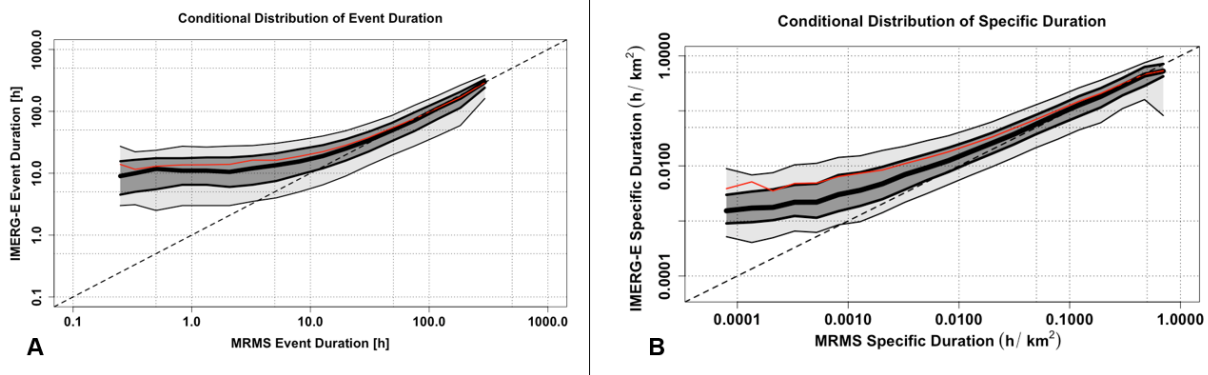 Conditional Distribution of Event Duration
IMERG-E Event Duration [h]
1000.0
100.0
10.0
1.0
0.1
0.1 1.0 10.0 100.0 1000.0
MRMS Event Duration [h]
A
Conditional Distribution of Specific Duration
IMERG-E Specific Duration (h/ km²)
1.0000
0.0100
0.0001
0.0001 0.0010 0.0100 0.1000 1.0000
MRMS Specific Duration (h/ km²)
B